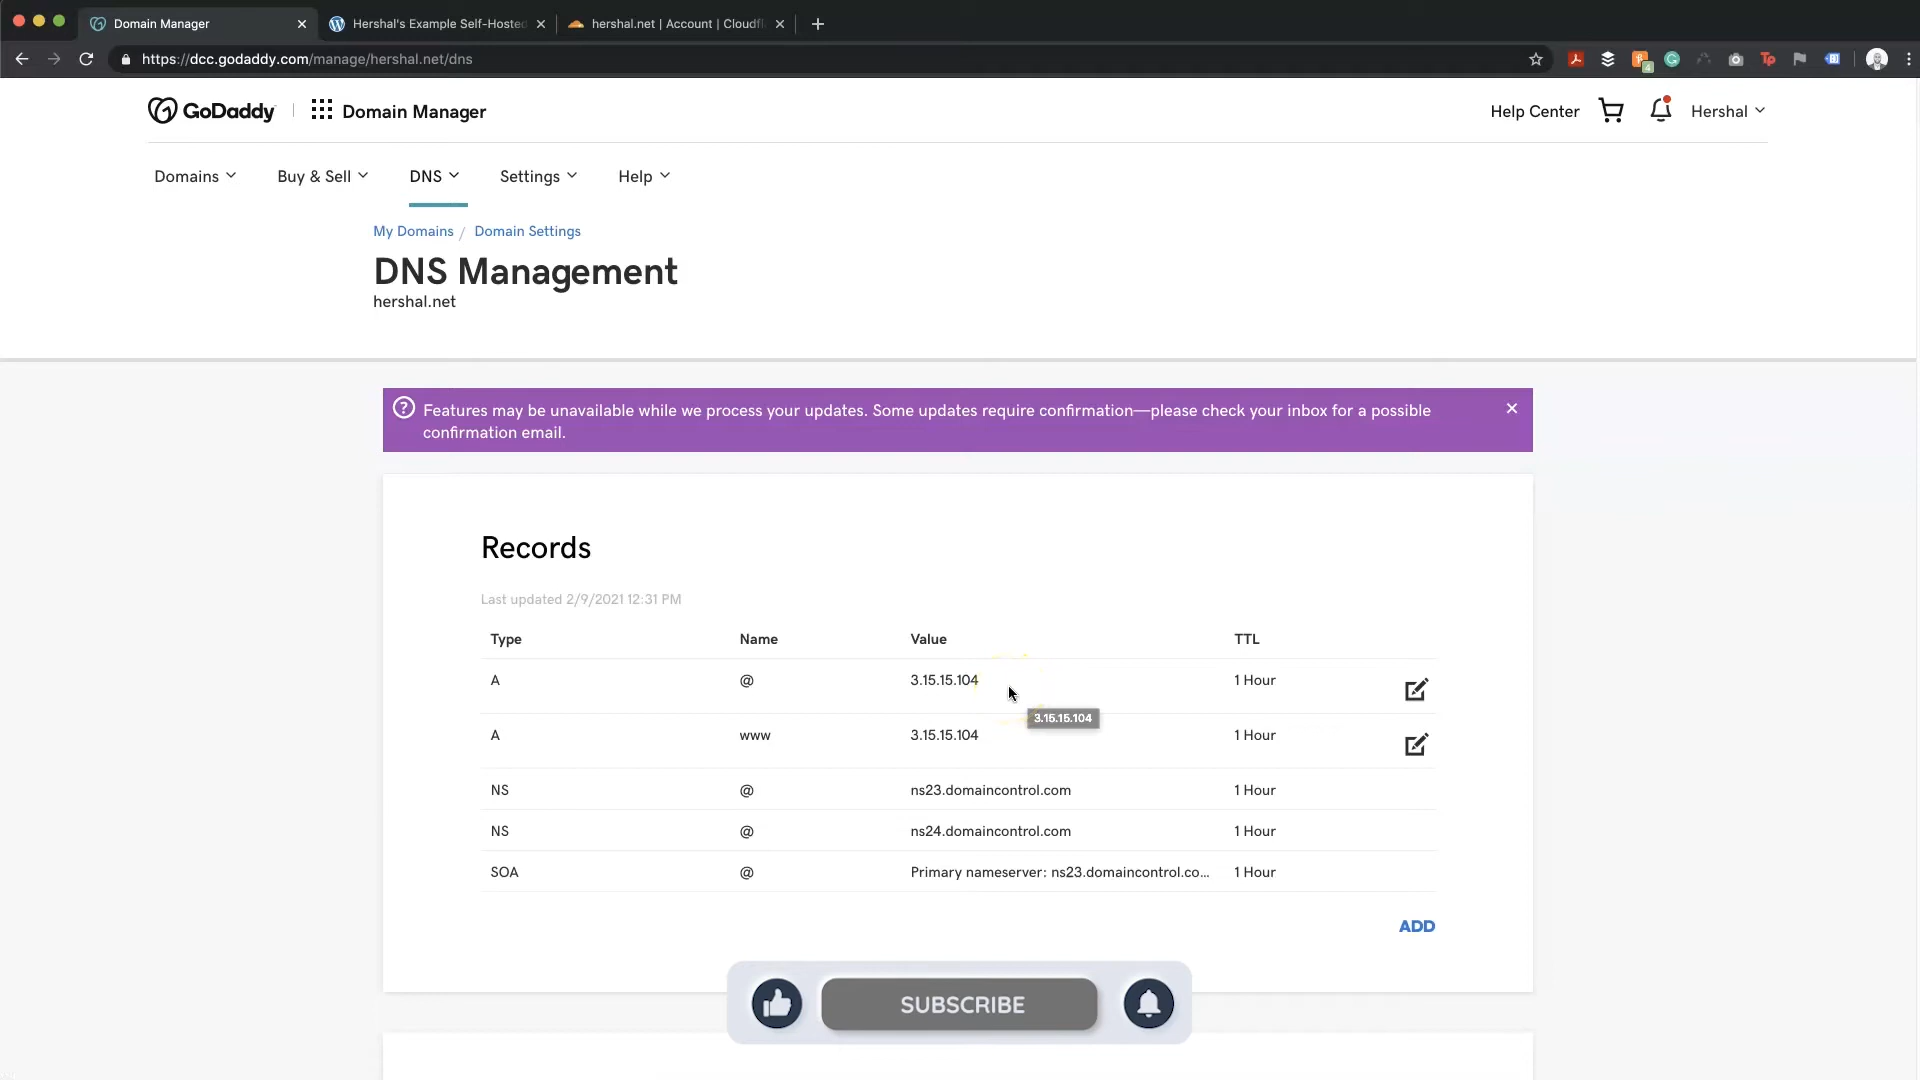 Domain Manager
Hershal's Example Self-Hosted
hershal.net | Account | Cloudfl
https://dcc.godaddy.com/manage/hershal.net/dns
4
GoDaddy
Domain Manager
Help Center
Hershal
Domains
Buy & Sell
DNS
Settings
Help
My Domains / Domain Settings
DNS Management
hershal.net
Features may be unavailable while we process your updates. Some updates require confirmation—please check your inbox for a possible
confirmation email.
Records
Last updated 2/9/2021 12:31 PM
Type Name Value TTL
A @ 3.15.15.104 1 Hour
3.15.15.104
A www 3.15.15.104 1 Hour
NS @ ns23.domaincontrol.com 1 Hour
NS @ ns24.domaincontrol.com 1 Hour
SOA @ Primary nameserver: ns23.domaincontrol.co... 1 Hour
ADD
SUBSCRIBE